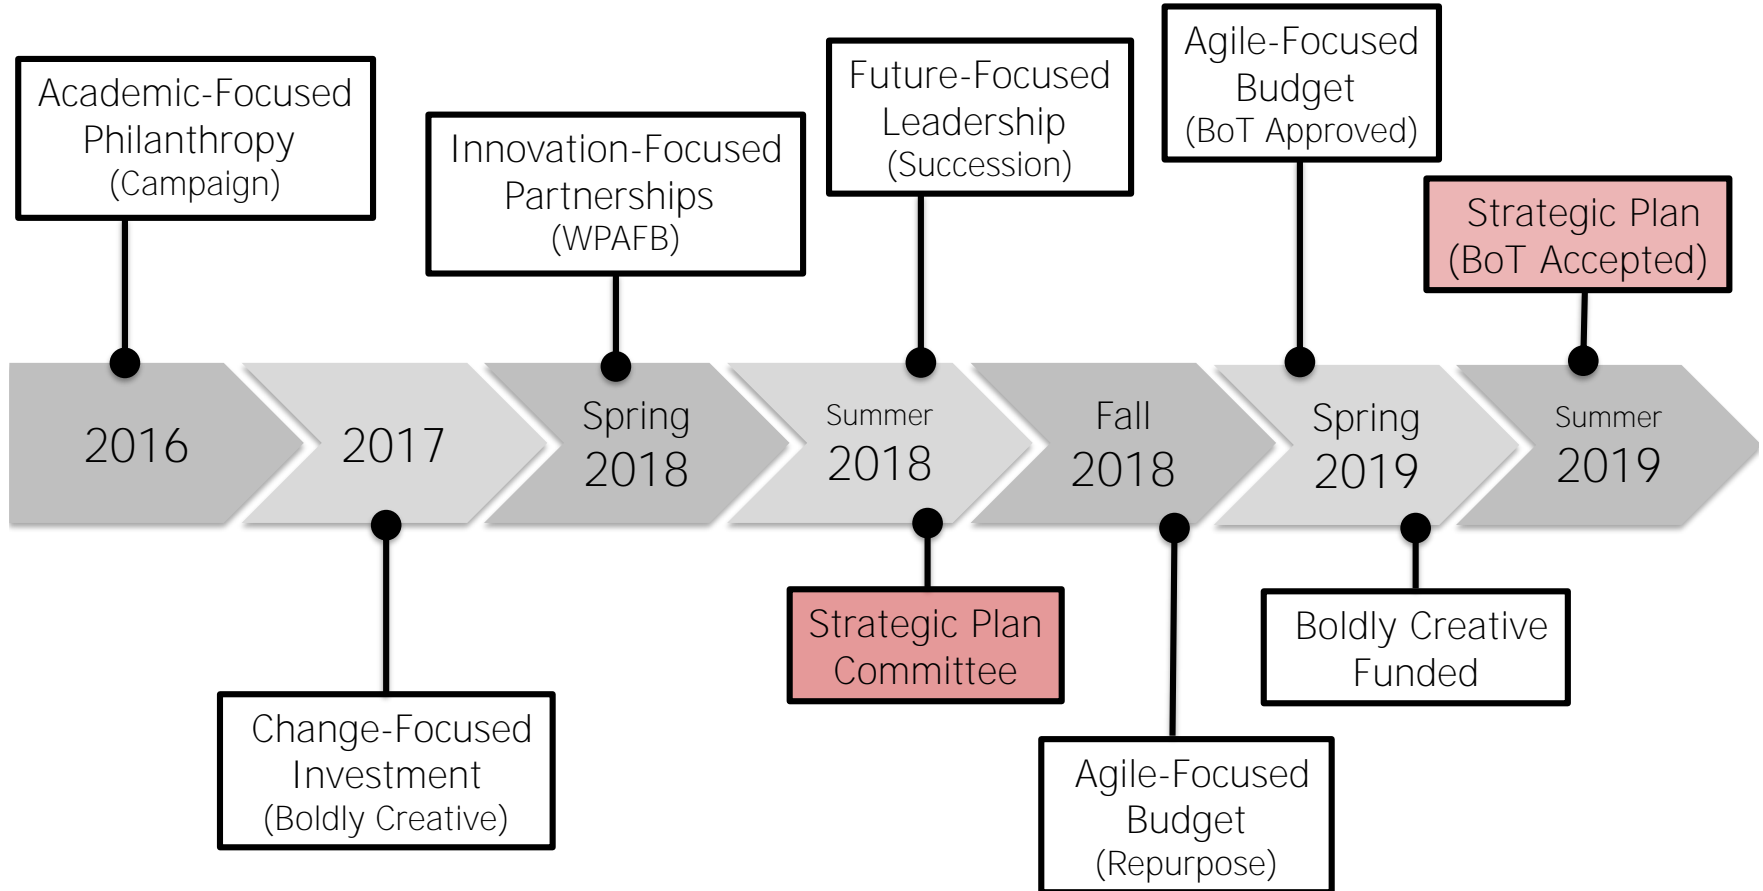 Academic-Focused
Philanthropy
(Campaign)
Innovation-Focused
Partnerships
(WPAFB)
Future-Focused
Leadership
(Succession)
Agile-Focused
Budget
(BoT Approved)
Strategic Plan
(BoT Accepted)
2016
2017
Spring
2018
Summer
2018
Fall
2018
Spring
2019
Summer
2019
Change-Focused
Investment
(Boldly Creative)
Strategic Plan
Committee
Agile-Focused
Budget
(Repurpose)
Boldly Creative
Funded